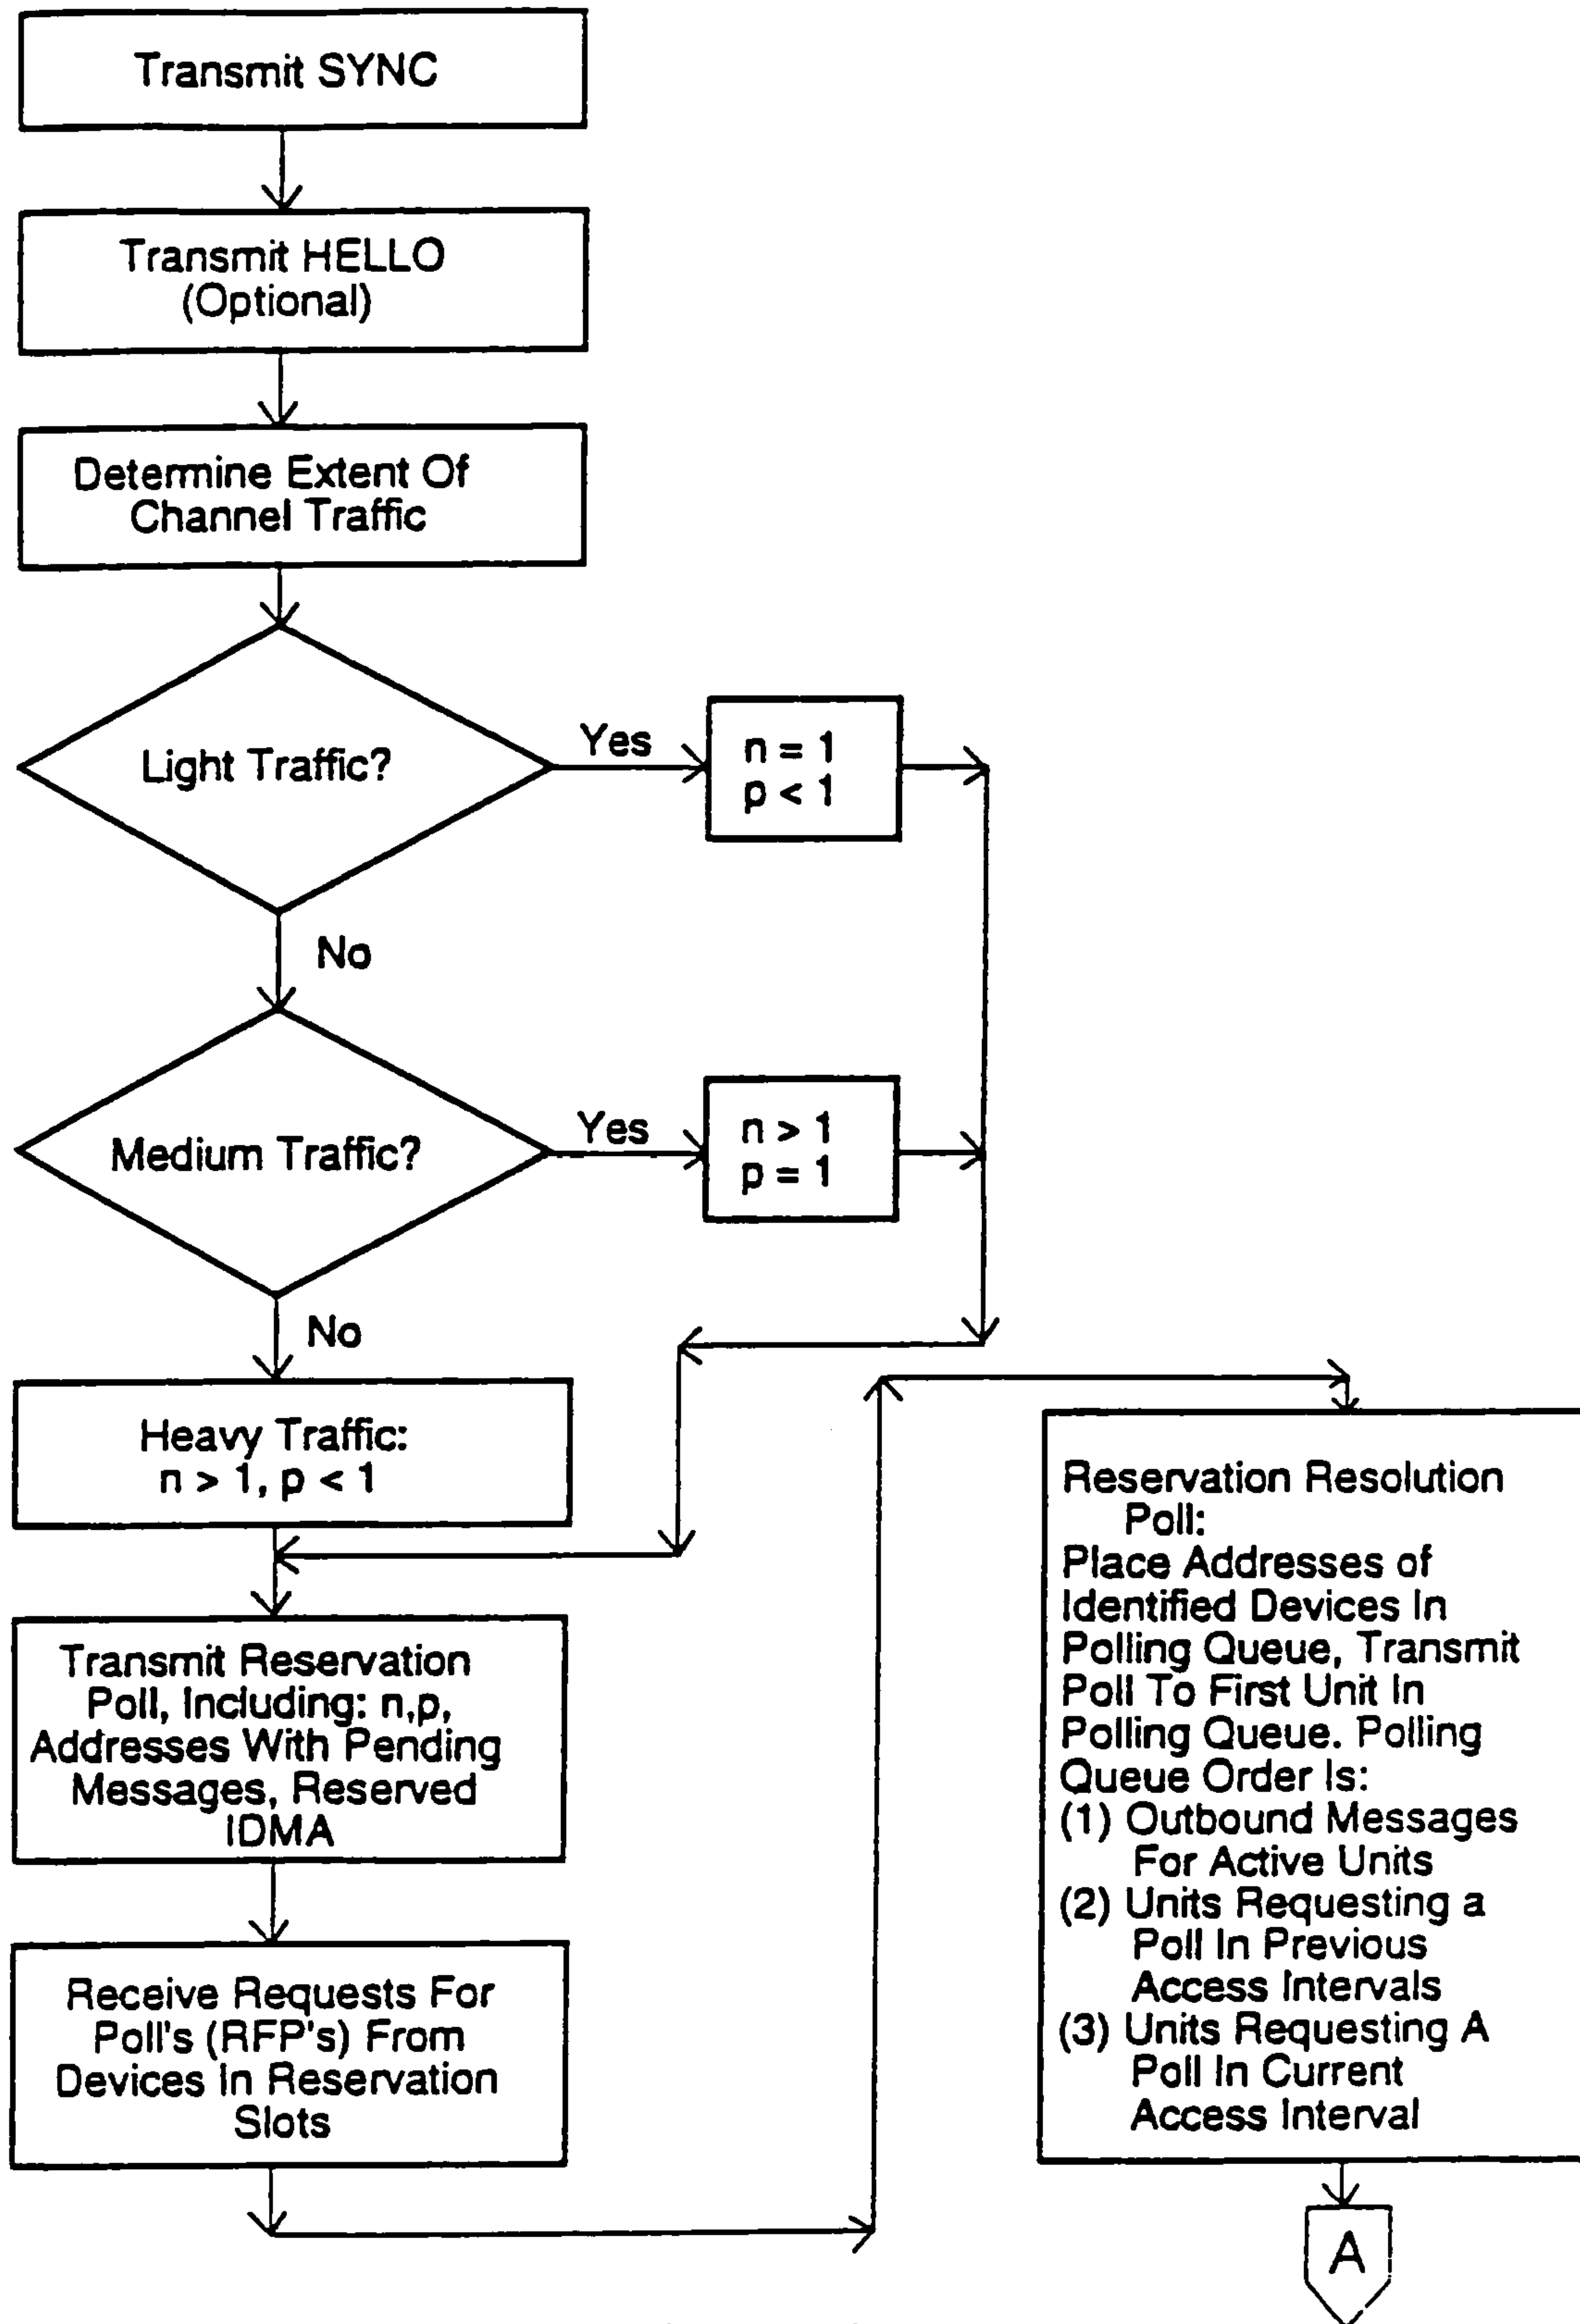 Transmit SYNC
Transmit HELLO
(Optional)
Determine Extent Of
Channel Traffic
Light Traffic?
Yes
n = 1
p < 1
No
Medium Traffic?
Yes
n > 1
p = 1
No
Heavy Traffic:
n > 1, p < 1
Transmit Reservation
Poll, Including: n,p,
Addresses With Pending
Messages, Reserved
IDMA
Receive Requests For
Poll's (RFP's) From
Devices In Reservation
Slots
Reservation Resolution
Poll:
Place Addresses of
Identified Devices In
Polling Queue, Transmit
Poll To First Unit In
Polling Queue. Polling
Queue Order Is:
(1) Outbound Messages
For Active Units
(2) Units Requesting a
Poll In Previous
Access Intervals
(3) Units Requesting A
Poll In Current
Access Interval
A